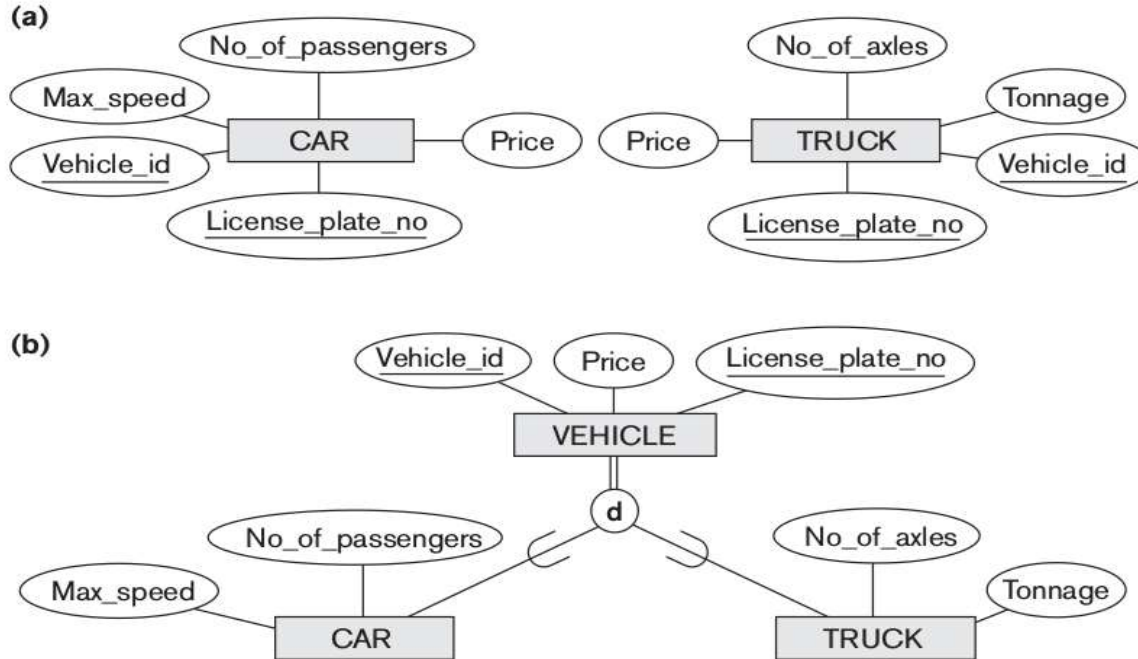 (a)
No_of_passengers
No_of_axles
Max_speed
Tonnage
CAR
Price
Price
TRUCK
Vehicle_id
Vehicle_id
License_plate_no
License_plate_no
(b)
Vehicle_id
Price
License_plate_no
VEHICLE
d
No_of_passengers
No_of_axles
Max_speed
Tonnage
CAR
TRUCK